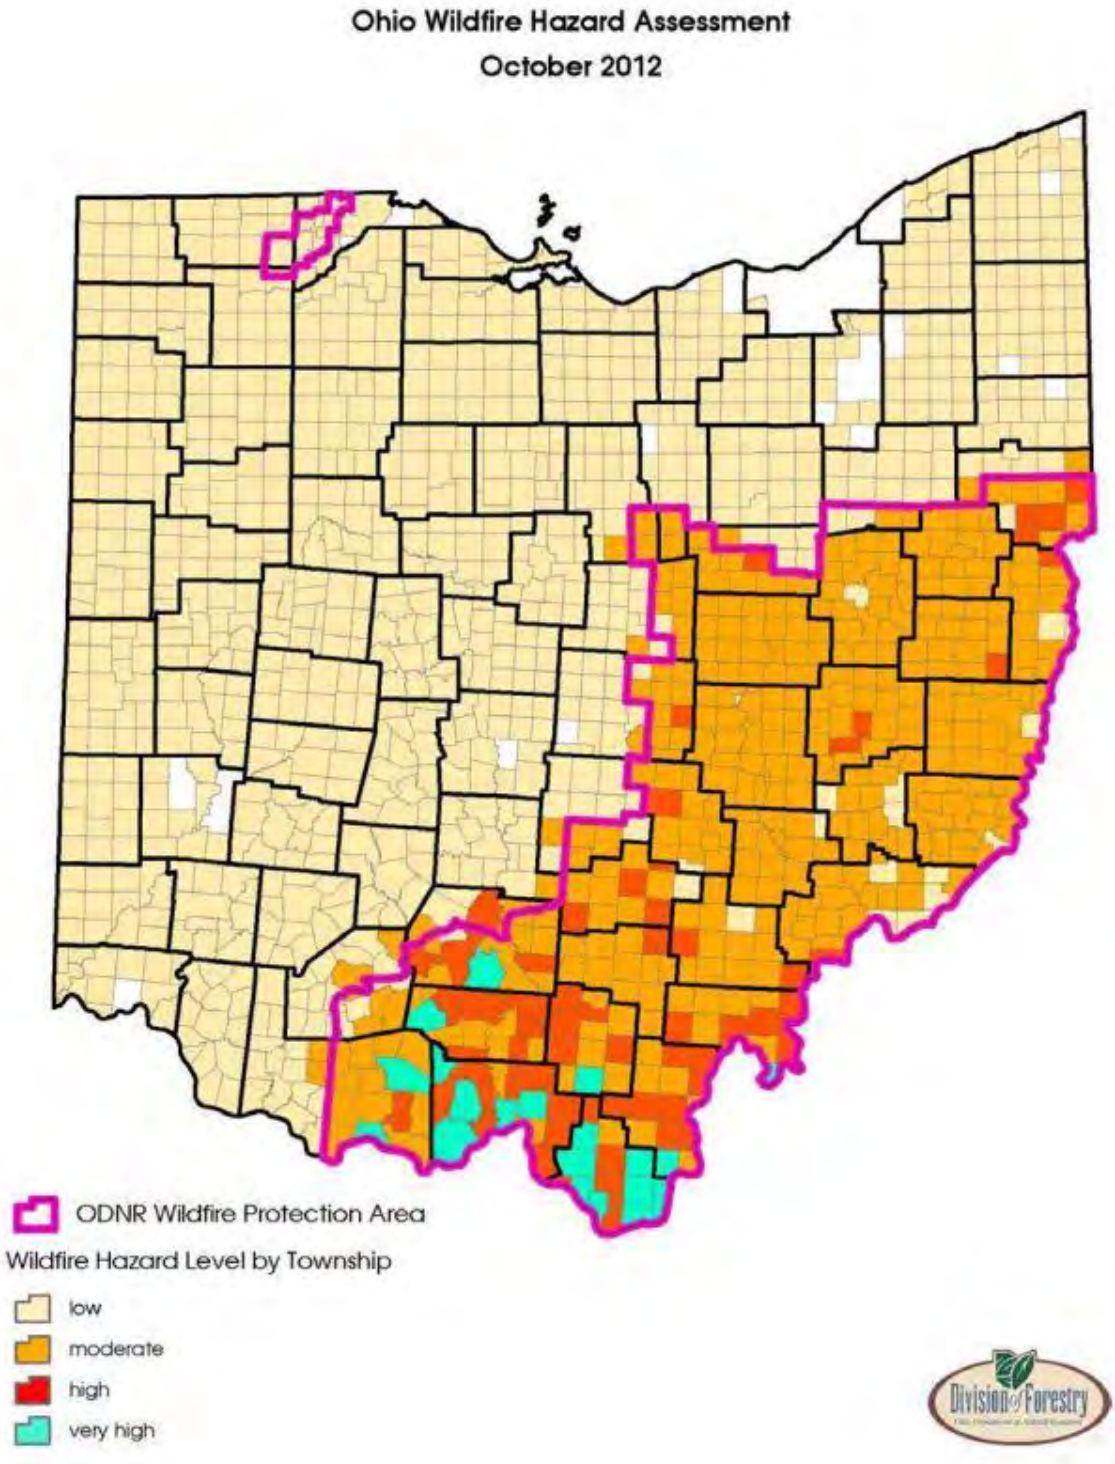 Ohio Wildfire Hazard Assessment
October 2012
ODNR Wildfire Protection Area
Wildfire Hazard Level by Township
low
moderate
high
very high
Division of Forestry